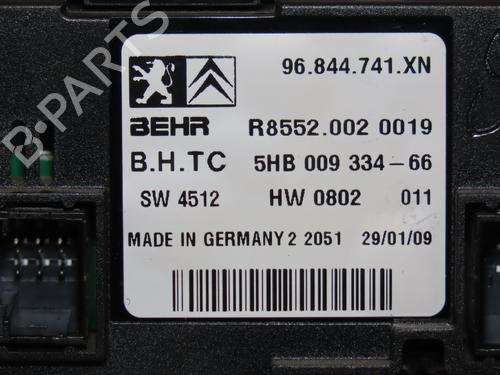 96.844.741.XN
BEHR R8552.002 0019
B.H.TC 5HB 009 334-66
SW 4512 HW 0802 011
MADE IN GERMANY 2 2051 29/01/09